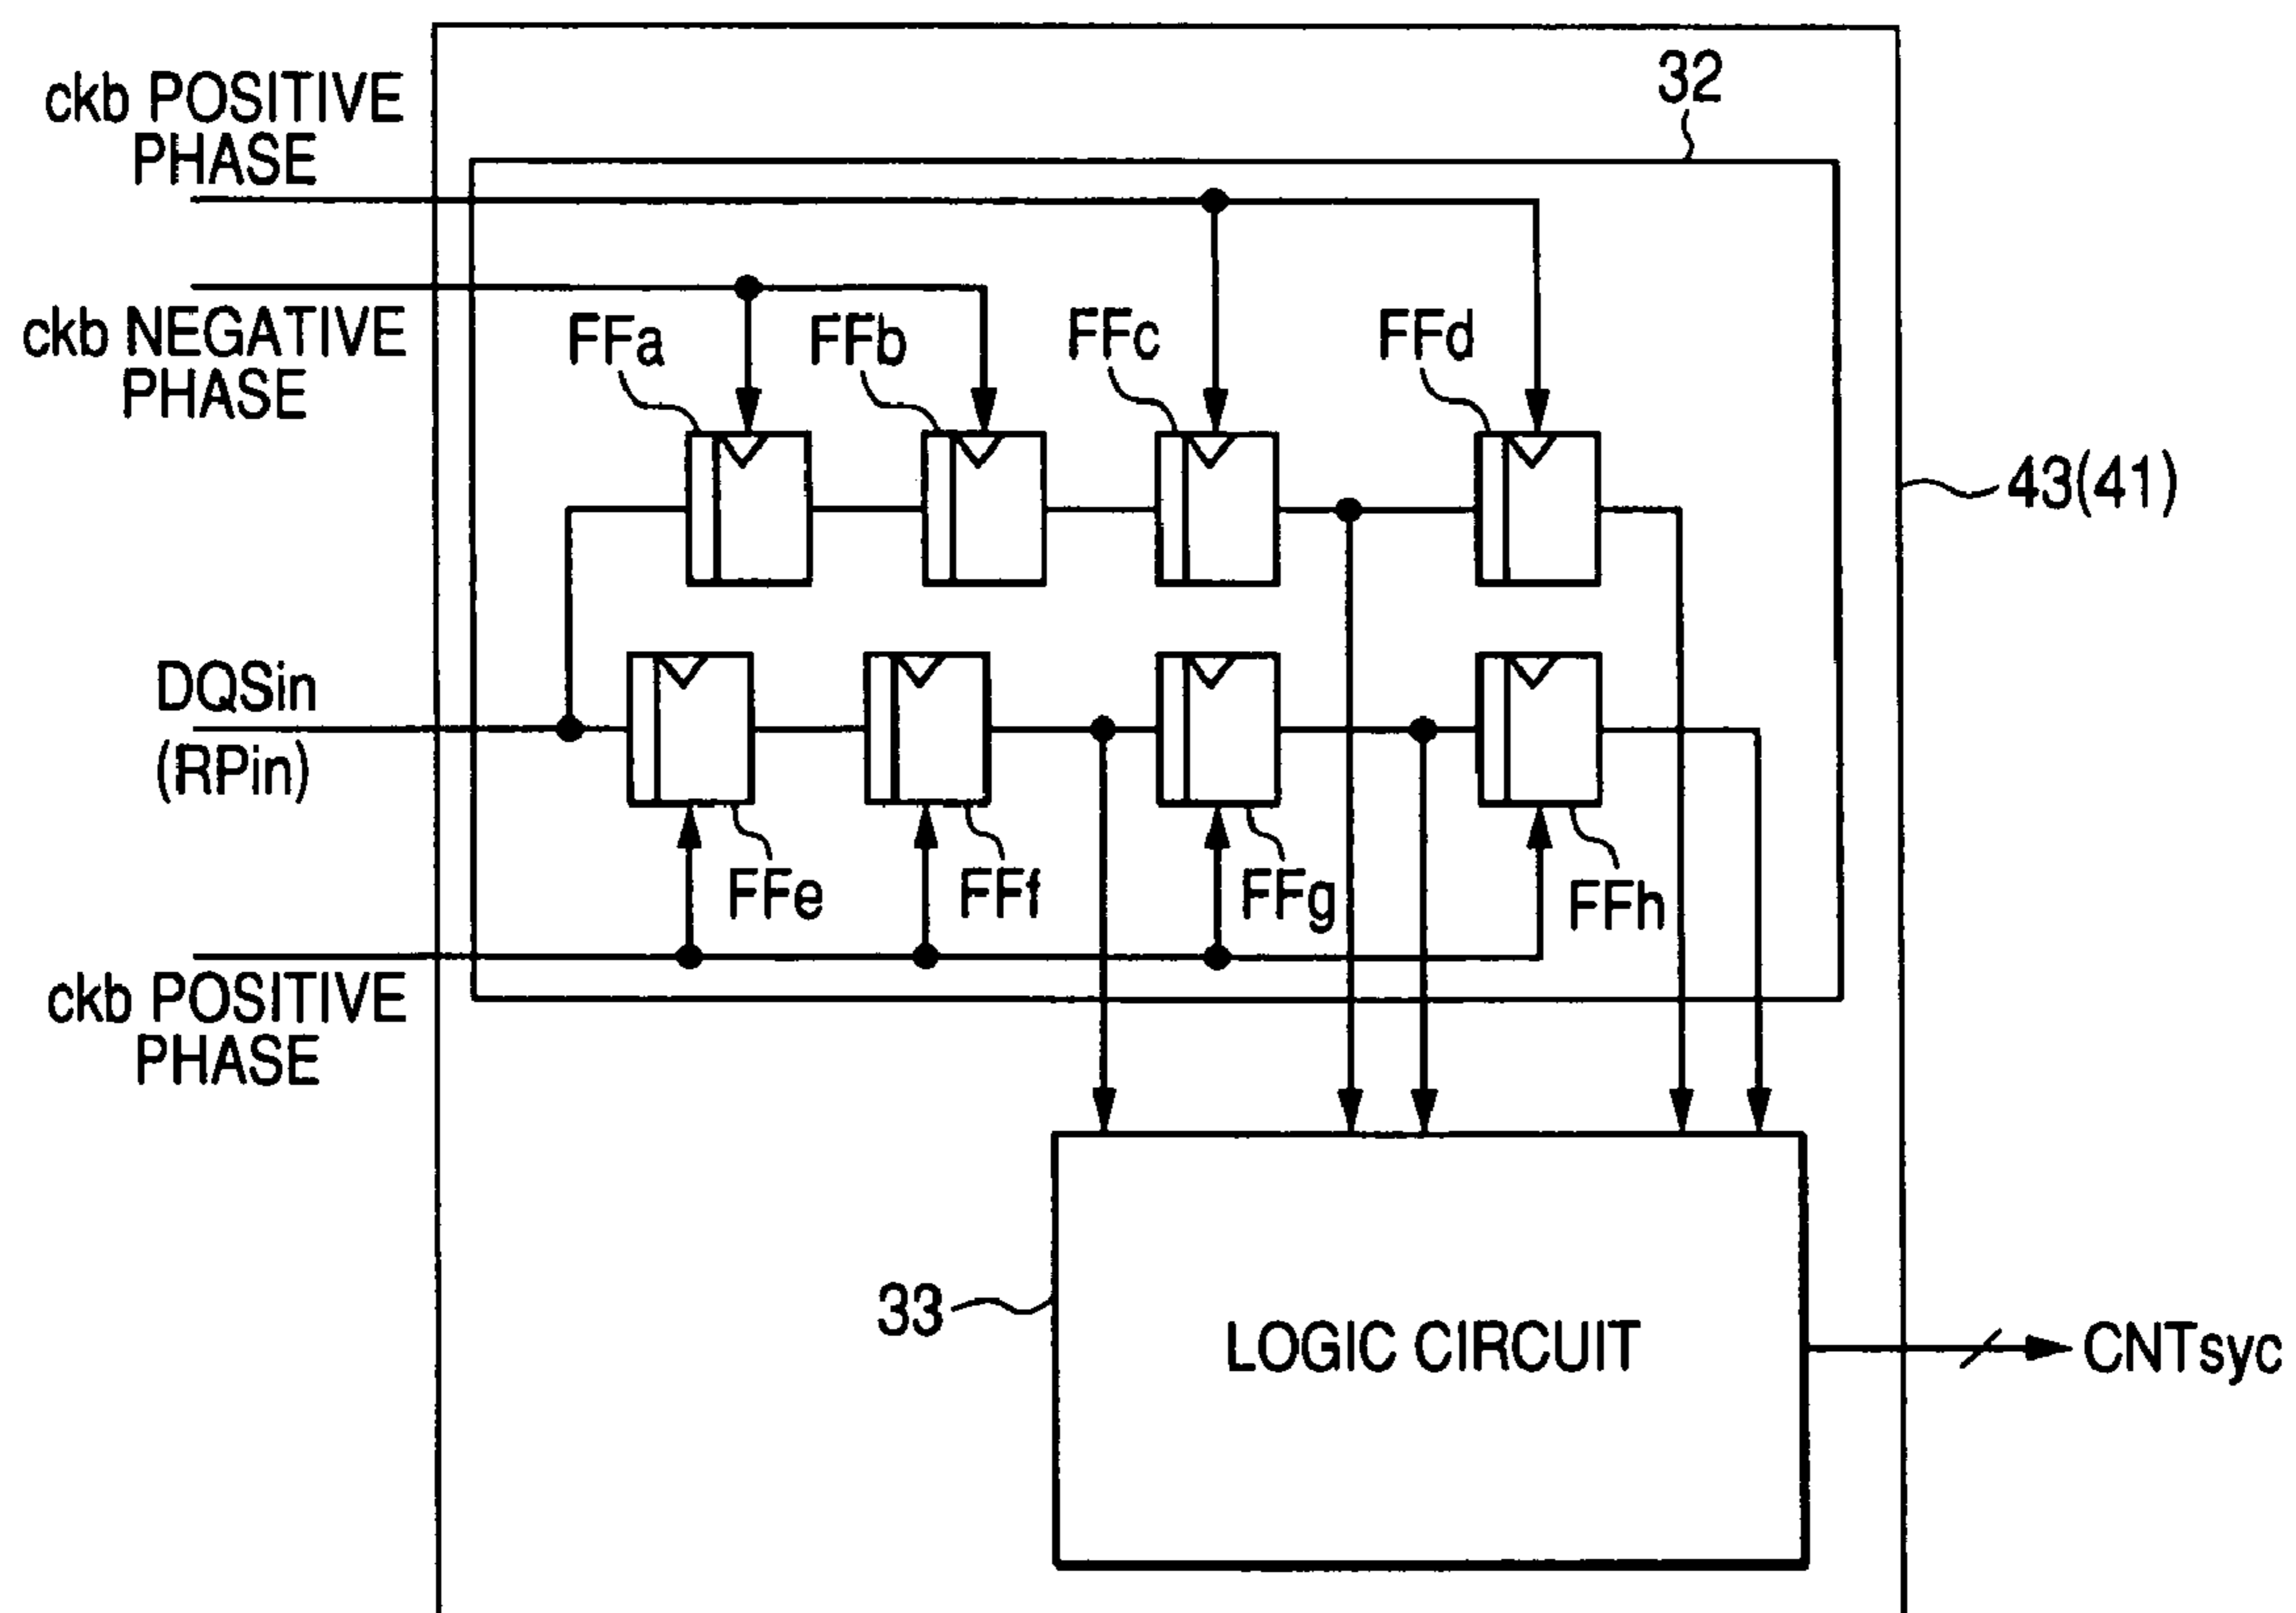 32
ckb POSITIVE
PHASE
ckb NEGATIVE
PHASE
FFa
FFb
FFc
FFd
43(41)
DQSin
(RPin)
FFe
FFf
FFg
FFh
ckb POSITIVE
PHASE
33
LOGIC CIRCUIT
CNTsyc